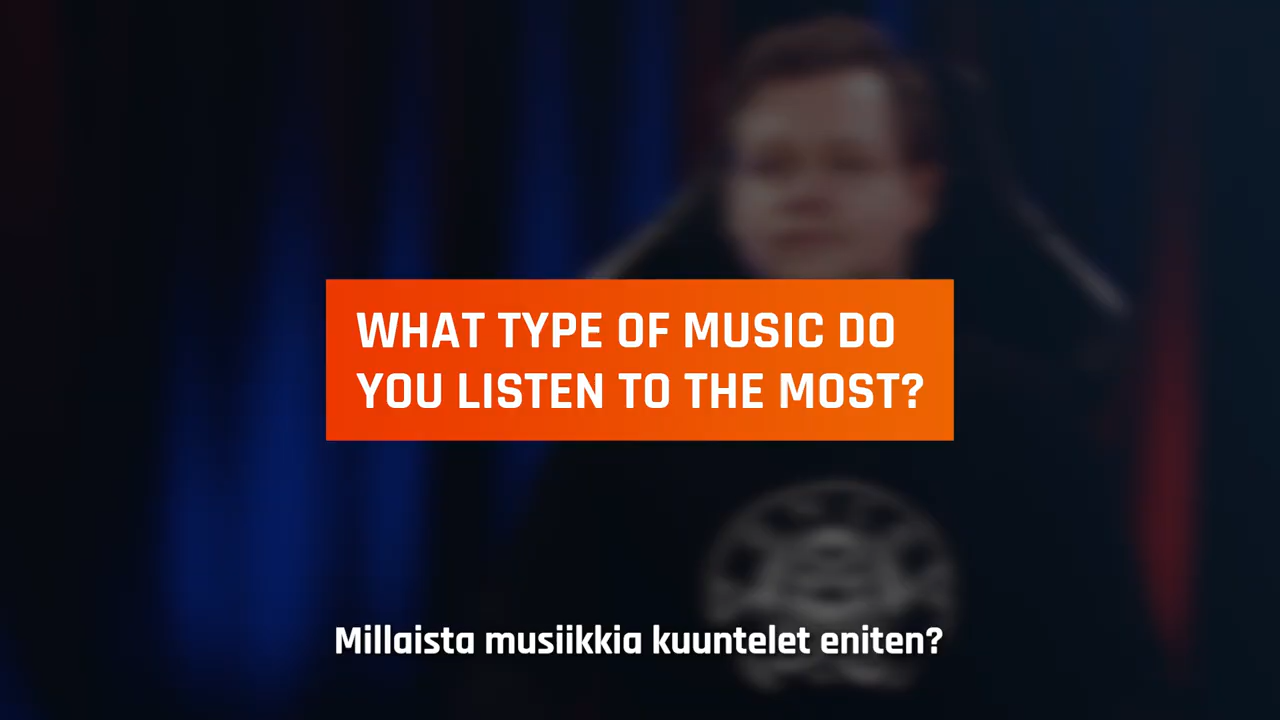 WHAT TYPE OF MUSIC DO
YOU LISTEN TO THE MOST?
Millaista musiikkia kuuntelet eniten?